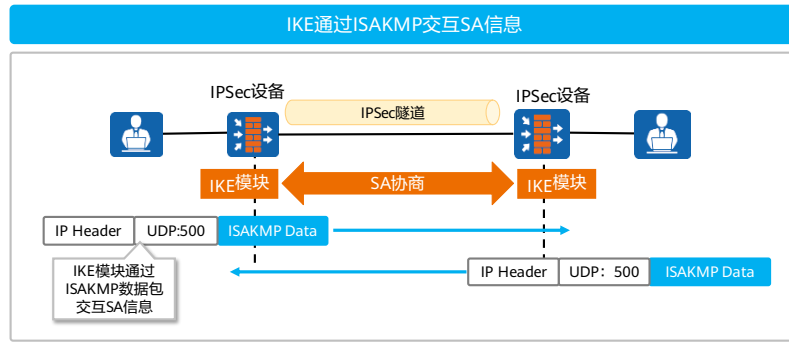 IKE通过ISAKMP交互SA信息
IPSec设备
IPSec隧道
IPSec设备
IKE模块
SA协商
IKE模块
IP Header
UDP:500
ISAKMP Data
IKE模块通过
ISAKMP数据包
交互SA信息
IP Header
UDP：500
ISAKMP Data